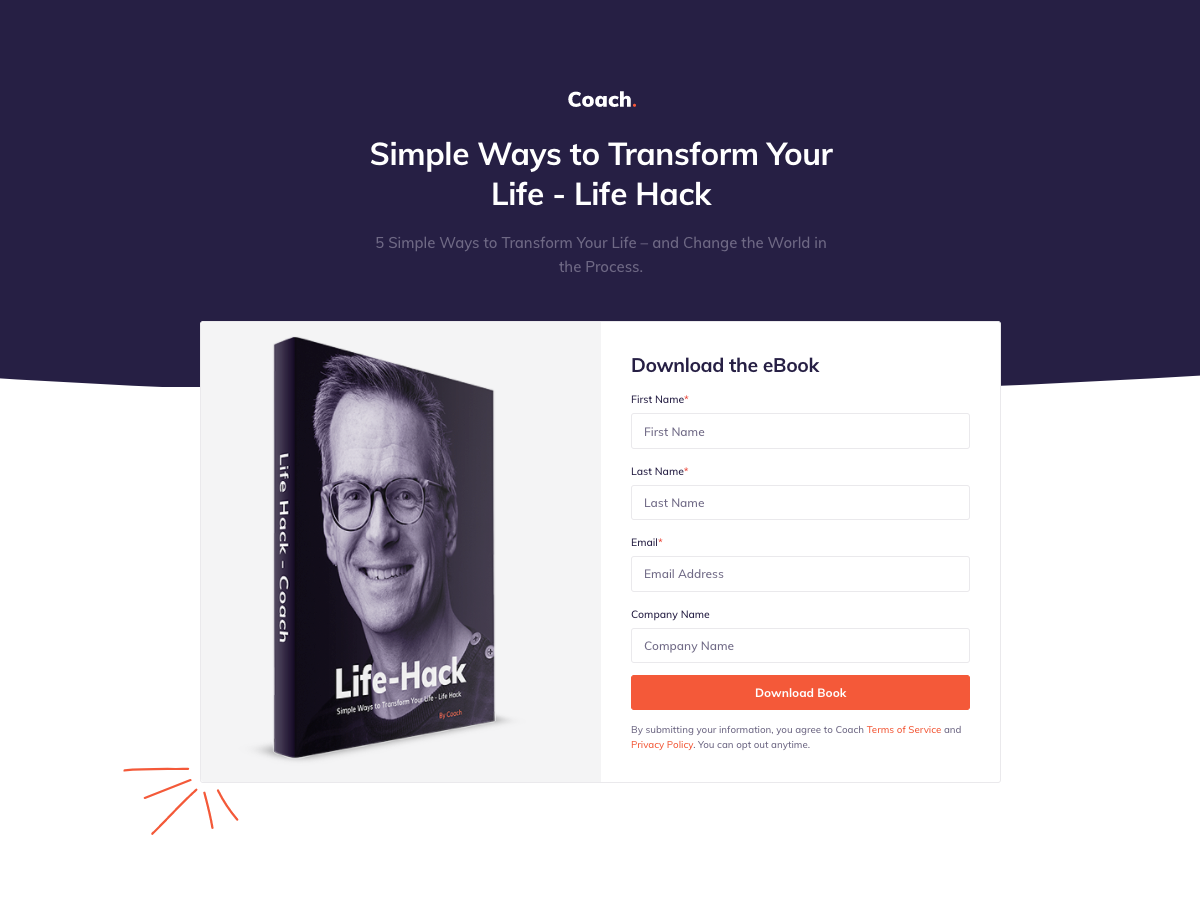 Coach.
Simple Ways to Transform Your
Life - Life Hack
5 Simple Ways to Transform Your Life – and Change the World in
the Process.
Life Hack - Coach
Life-Hack
Simple Ways to Transform Your Life - Life Hack
By Coach
Download the eBook
First Name*
First Name
Last Name*
Last Name
Email*
Email Address
Company Name
Company Name
Download Book
By submitting your information, you agree to Coach Terms of Service and
Privacy Policy. You can opt out anytime.